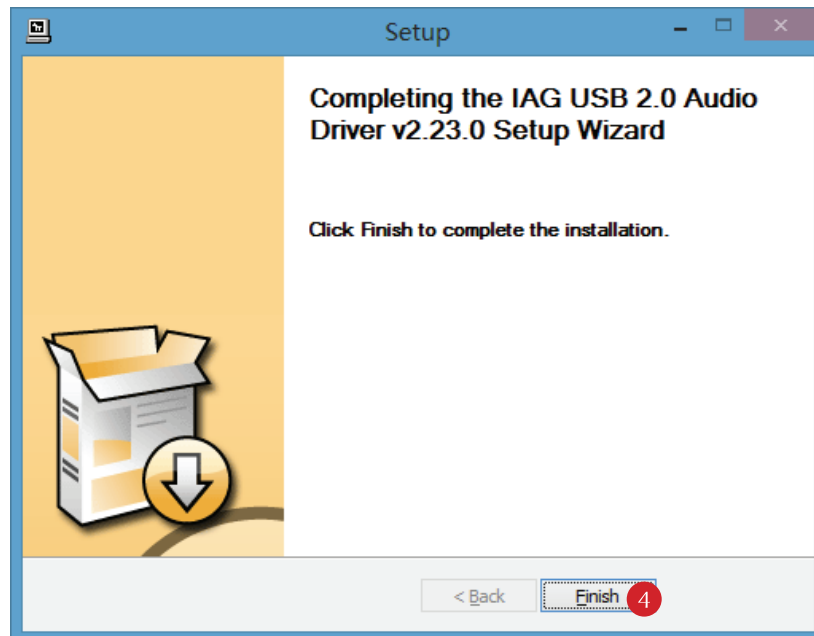 Setup
Completing the IAG USB 2.0 Audio
Driver v2.23.0 Setup Wizard
Click Finish to complete the installation.
< Back
Finish
4